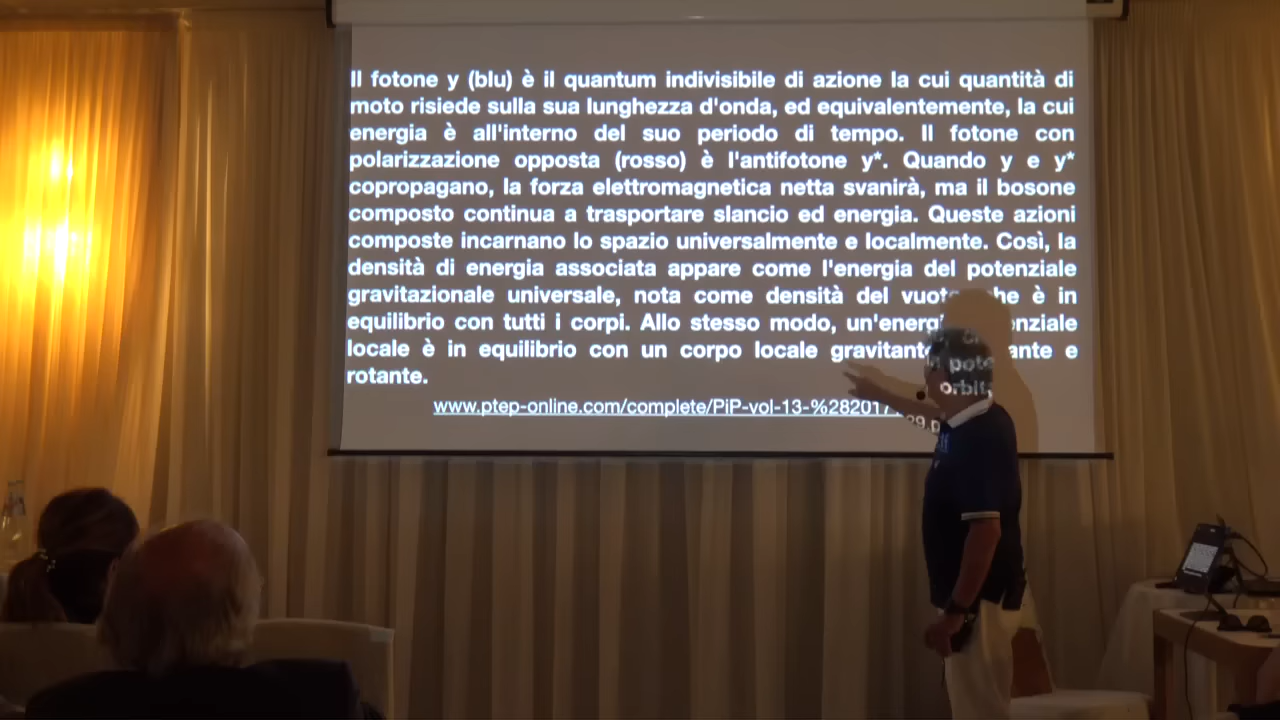 Il fotone y (blu) è il quantum indivisibile di azione la cui quantità di
moto risiede sulla sua lunghezza d'onda, ed equivalentemente, la cui
energia è all'interno del suo periodo di tempo. Il fotone con
polarizzazione opposta (rosso) è l'antifotone y*. Quando y e y*
copropagano, la forza elettromagnetica netta svanirà, ma il bosone
composto continua a trasportare slancio ed energia. Queste azioni
composte incarnano lo spazio universalmente e localmente. Così, la
densità di energia associata appare come l'energia del potenziale
gravitazionale universale, nota come densità del è in
equilibrio con tutti i corpi. Allo stesso modo,
locale è in equilibrio con un corpo locale e
rotante.
www.ptep-online.com/complete/PiP-vol-13-%282017